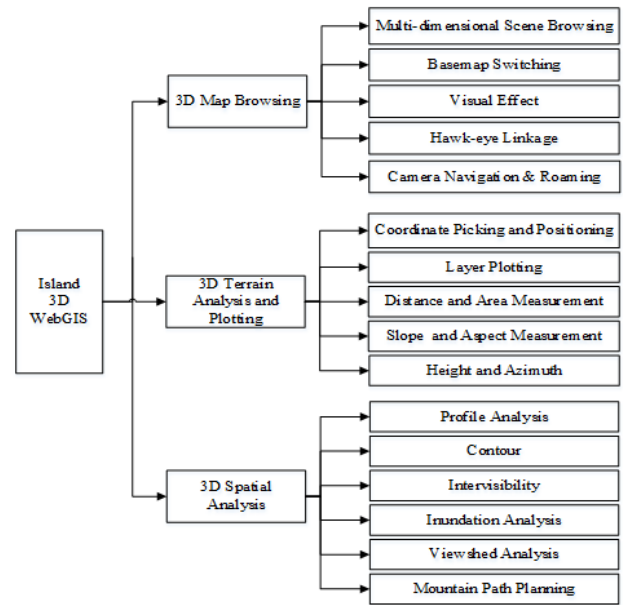 Island
3D
WebGIS
3D Map Browsing
Multi-dimensional Scene Browsing
Basemap Switching
Visual Effect
Hawk-eye Linkage
Camera Navigation & Roaming
3D Terrain
Analysis and
Plotting
Coordinate Picking and Positioning
Layer Plotting
Distance and Area Measurement
Slope and Aspect Measurement
Height and Azimuth
3D Spatial
Analysis
Profile Analysis
Contour
Intervisibility
Inundation Analysis
Viewshed Analysis
Mountain Path Planning